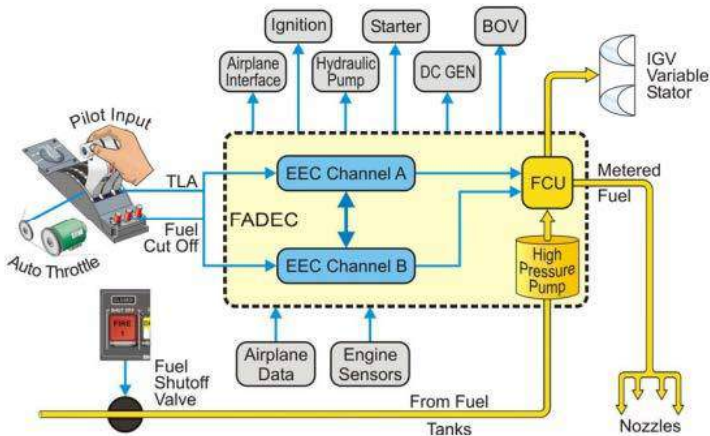 Ignition
Starter
BOV
Airplane
Interface
Hydraulic
Pump
DC GEN
IGV
Variable
Stator
Pilot Input
TLA
Fuel
Cut Off
Auto Throttle
FADEC
EEC Channel A
EEC Channel B
FCU
High
Pressure
Pump
Metered
Fuel
Airplane
Data
Engine
Sensors
FIRE
1
Fuel
Shutoff
Valve
From Fuel
Tanks
Nozzles